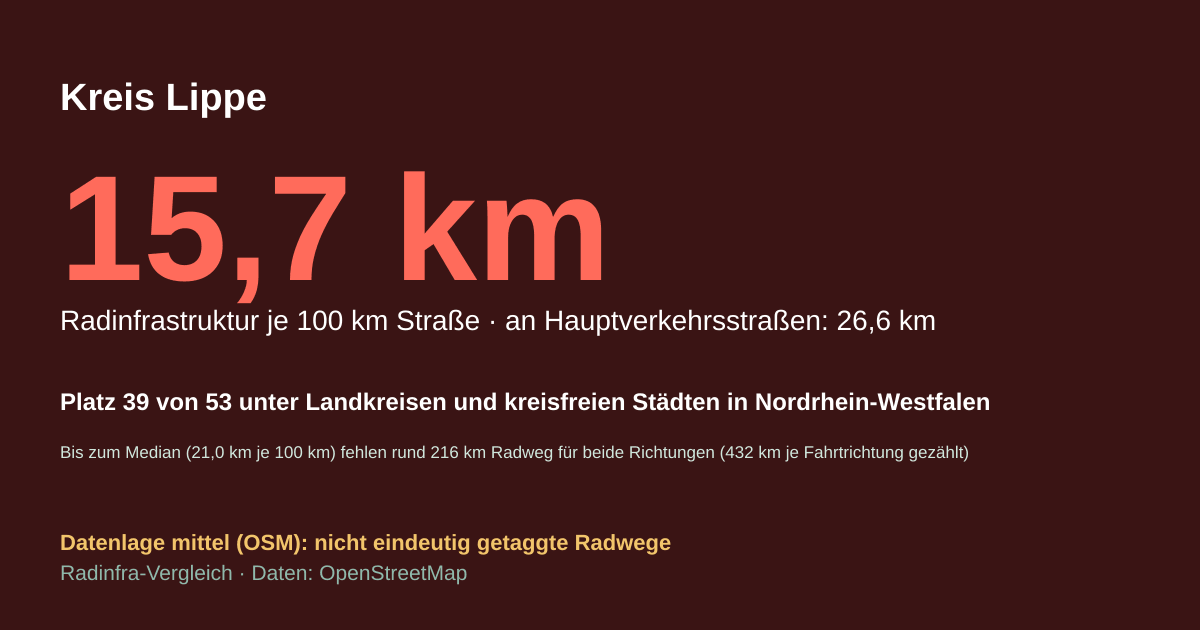 Kreis Lippe
15,7 km
Radinfrastruktur je 100 km Straße · an Hauptverkehrsstraßen: 26,6 km
Platz 39 von 53 unter Landkreisen und kreisfreien Städten in Nordrhein-Westfalen
Bis zum Median (21,0 km je 100 km) fehlen rund 216 km Radweg für beide Richtungen (432 km je Fahrtrichtung gezählt)
Datenlage mittel (OSM): nicht eindeutig getaggte Radwege
Radinfra-Vergleich · Daten: OpenStreetMap